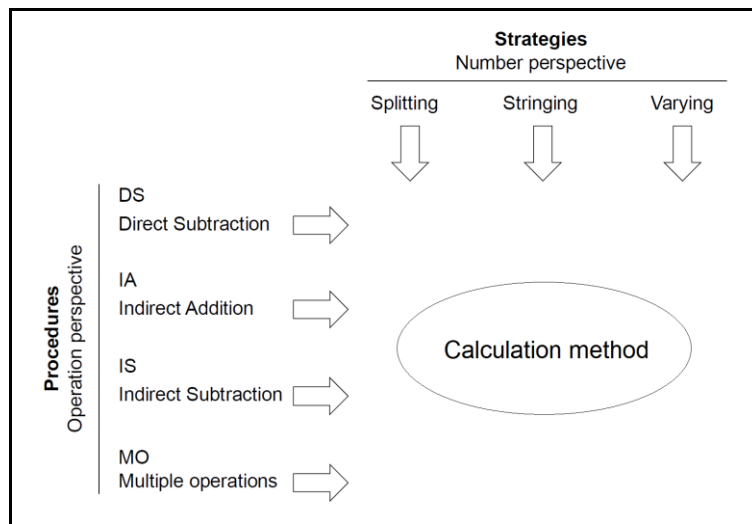 Strategies
Number perspective
Splitting
Stringing
Varying
Procedures
Operation perspective
DS
Direct Subtraction
IA
Indirect Addition
IS
Indirect Subtraction
MO
Multiple operations
Calculation method